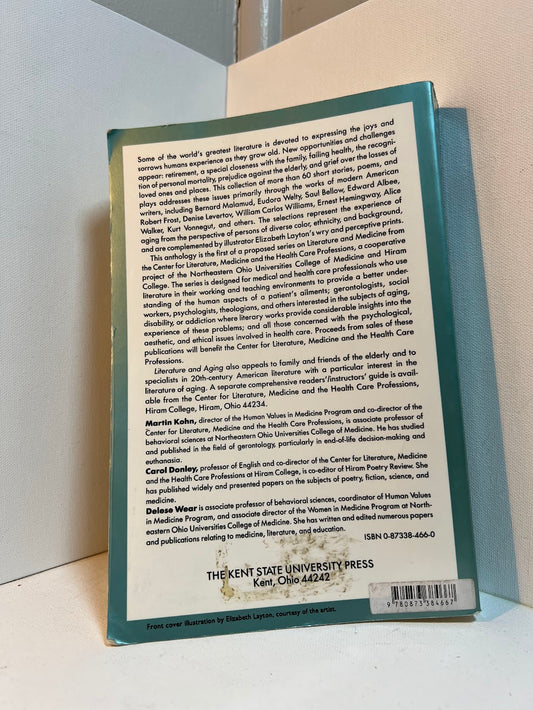 Some of the world's greatest literature is devoted to expressing the joys and
sorrows humans experience as they grow old. New opportunities and challenges
appear: retirement, a special closeness with the family, failing health, the recogni-
tion of personal mortality, prejudice against the elderly, and grief over the losses of
loved ones and places. This collection of more than 60 short stories, poems, and
plays addresses these issues primarily through the works of modern American
writers, including Bernard Malamud, Eudora Welty, Saul Bellow, Edward Albee,
Robert Frost, Denise Levertov, William Carlos Williams, Ernest Hemingway, Alice
Walker, Kurt Vonnegut, and others. The selections represent the experience of
aging from the perspective of persons of diverse color, ethnicity, and background,
and are complemented by illustrator Elizabeth Layton's wry and perceptive prints.
This anthology is the first of a proposed series on Literature and Medicine from
the Center for Literature, Medicine and the Health Care Professions, a cooperative
project of the Northeastern Ohio Universities College of Medicine and Hiram
College. The series is designed for medical and health care professionals who use
literature in their working and teaching environments to provide a better under-
standing of the human aspects of a patient's ailments; gerontologists, social
workers, psychologists, theologians, and others interested in the subjects of aging,
disability, or addiction where literary works provide considerable insights into the
experience of these problems; and all those concerned with the psychological,
aesthetic, and ethical issues involved in health care. Proceeds from sales of these
publications will benefit the Center for Literature, Medicine and the Health Care
Professions.
Literature and Aging also appeals to family and friends of the elderly and to
specialists in 20th-century American literature with a particular interest in the
literature of aging. A separate comprehensive readers'/instructors' guide is avail-
able from the Center for Literature, Medicine and the Health Care Professions,
Hiram College, Hiram, Ohio 44234.
Martin Kohn, director of the Human Values in Medicine Program and co-director of the
Center for Literature, Medicine and the Health Care Professions, is associate professor of
behavioral sciences at Northeastern Ohio Universities College of Medicine. He has studied
and published in the field of gerontology, particularly in end-of-life decision-making and
euthanasia.
Carol Donley, professor of English and co-director of the Center for Literature, Medicine
and the Health Care Professions at Hiram College, is co-editor of Hiram Poetry Review. She
has published widely and presented papers on the subjects of poetry, fiction, science, and
medicine.
Delese Wear is associate professor of behavioral sciences, coordinator of Human Values
in Medicine Program, and associate director of the Women in Medicine Program at North-
eastern Ohio Universities College of Medicine. She has written and edited numerous papers
and publications relating to medicine, literature, and education.
ISBN 0-87338-466-0
THE KENT STATE UNIVERSITY PRESS
Kent, Ohio 44242
9 780873 384667
Front cover illustration by Elizabeth Layton, courtesy of the artist.